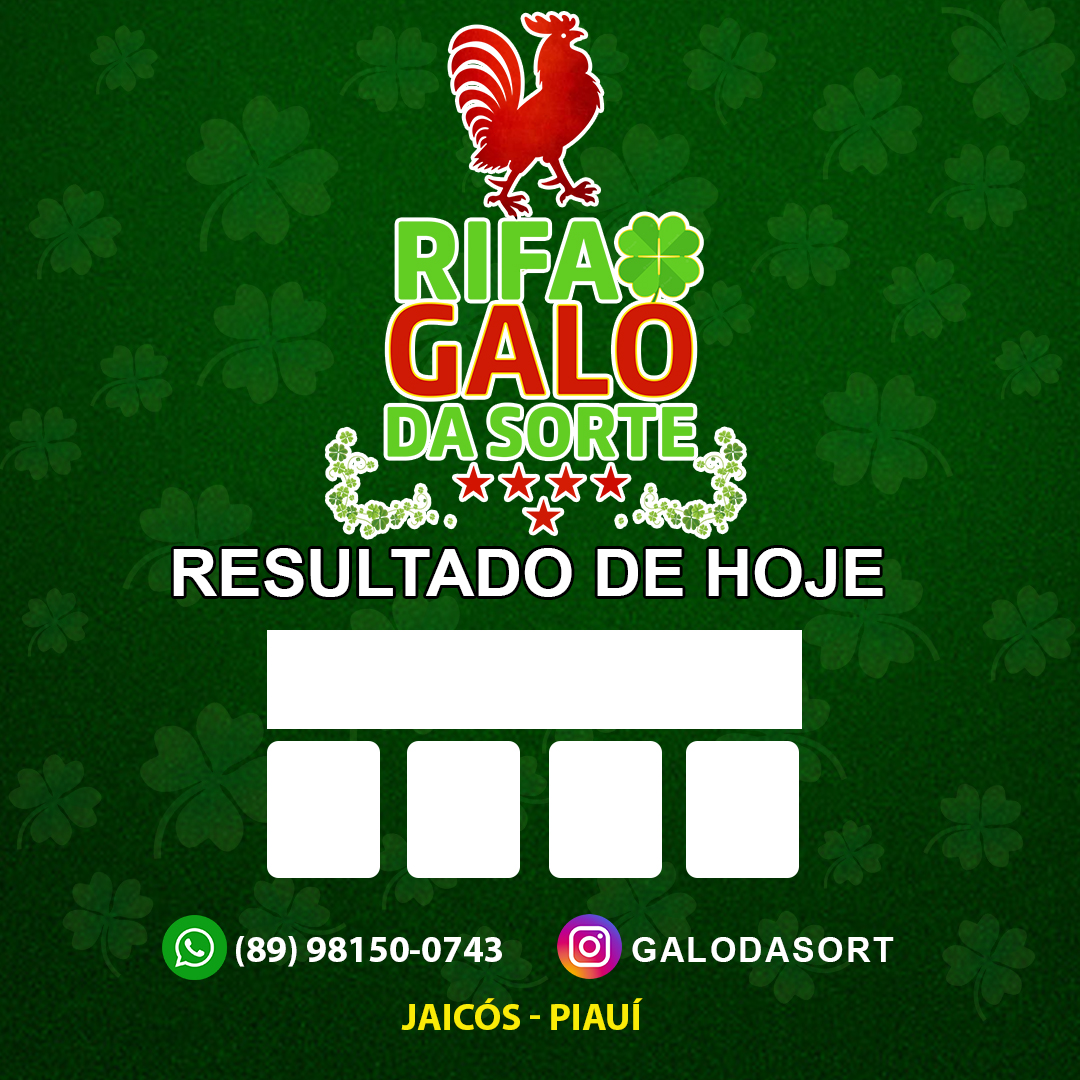 RIFA
GALO
DA SORTE
RESULTADO DE HOJE
(89) 98150-0743
GALODASORT
JAICÓS - PIAUÍ